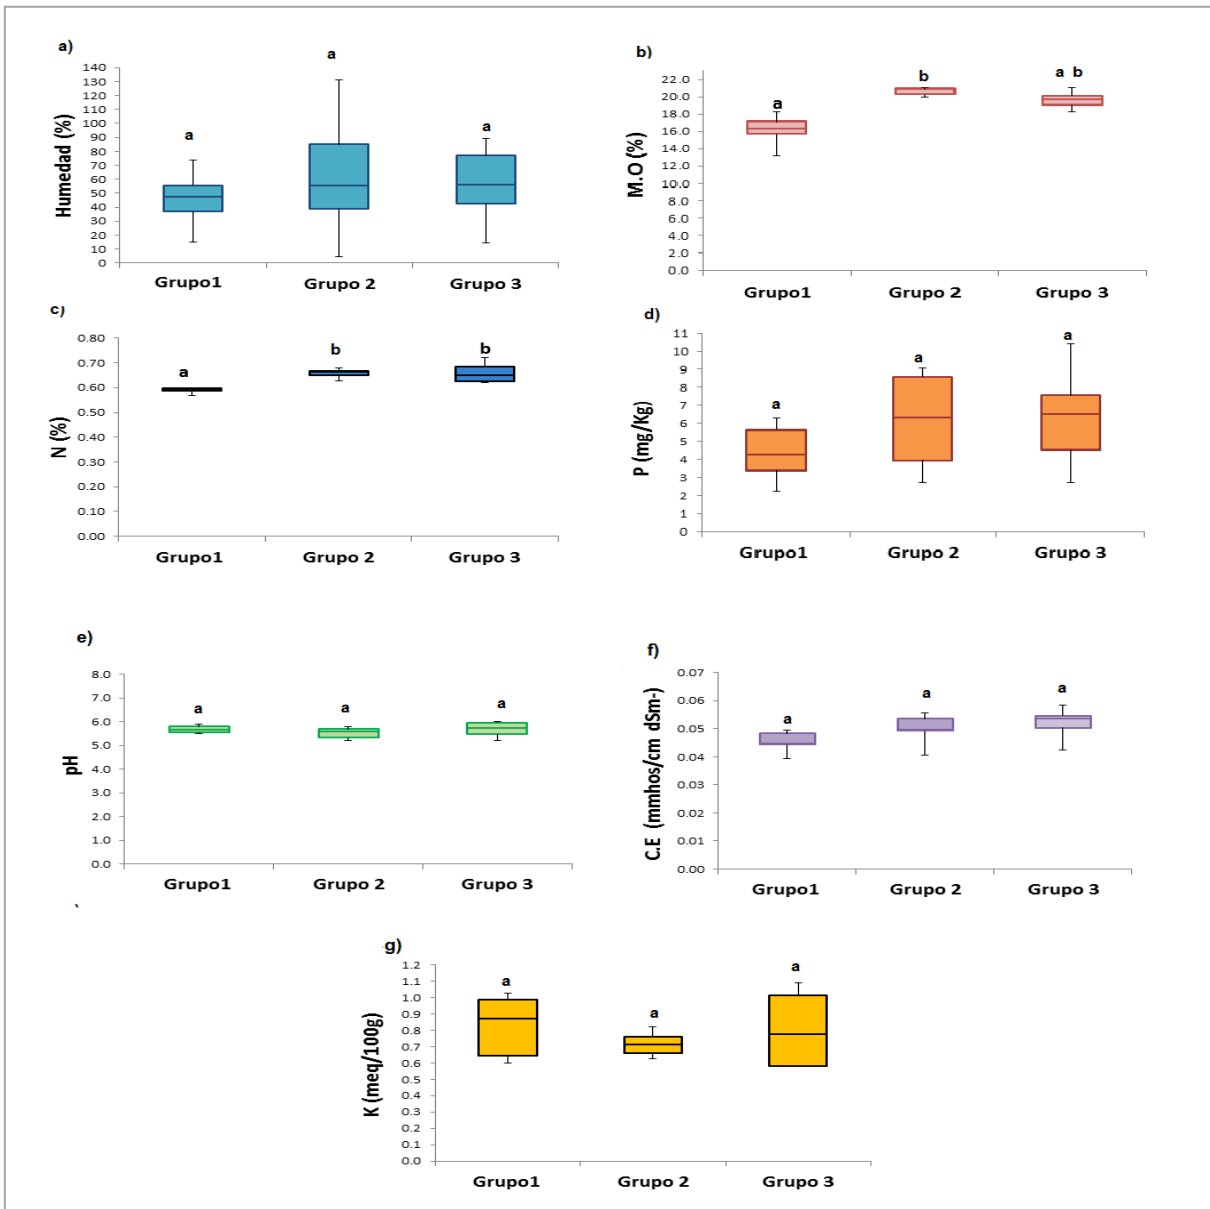 a)
Humedad (%)
140
130
120
110
100
90
80
70
60
50
40
30
20
10
0
a
a
a
Grupo1
Grupo 2
Grupo 3
b)
M.O (%)
22.0
20.0
18.0
16.0
14.0
12.0
10.0
8.0
6.0
4.0
2.0
0.0
a
b
a b
Grupo1
Grupo 2
Grupo 3
c)
N (%)
0.80
0.70
0.60
0.50
0.40
0.30
0.20
0.10
0.00
a
b
b
Grupo1
Grupo 2
Grupo 3
d)
P (mg/Kg)
11
10
9
8
7
6
5
4
3
2
1
0
a
a
a
Grupo1
Grupo 2
Grupo 3
e)
pH
8.0
7.0
6.0
5.0
4.0
3.0
2.0
1.0
0.0
a
a
a
Grupo1
Grupo 2
Grupo 3
f)
C.E (mmhos/cm dSm-)
0.07
0.06
0.05
0.04
0.03
0.02
0.01
0.00
a
a
a
Grupo1
Grupo 2
Grupo 3
g)
K (meq/100g)
1.2
1.1
1.0
0.9
0.8
0.7
0.6
0.5
0.4
0.3
0.2
0.1
0.0
a
a
a
Grupo1
Grupo 2
Grupo 3